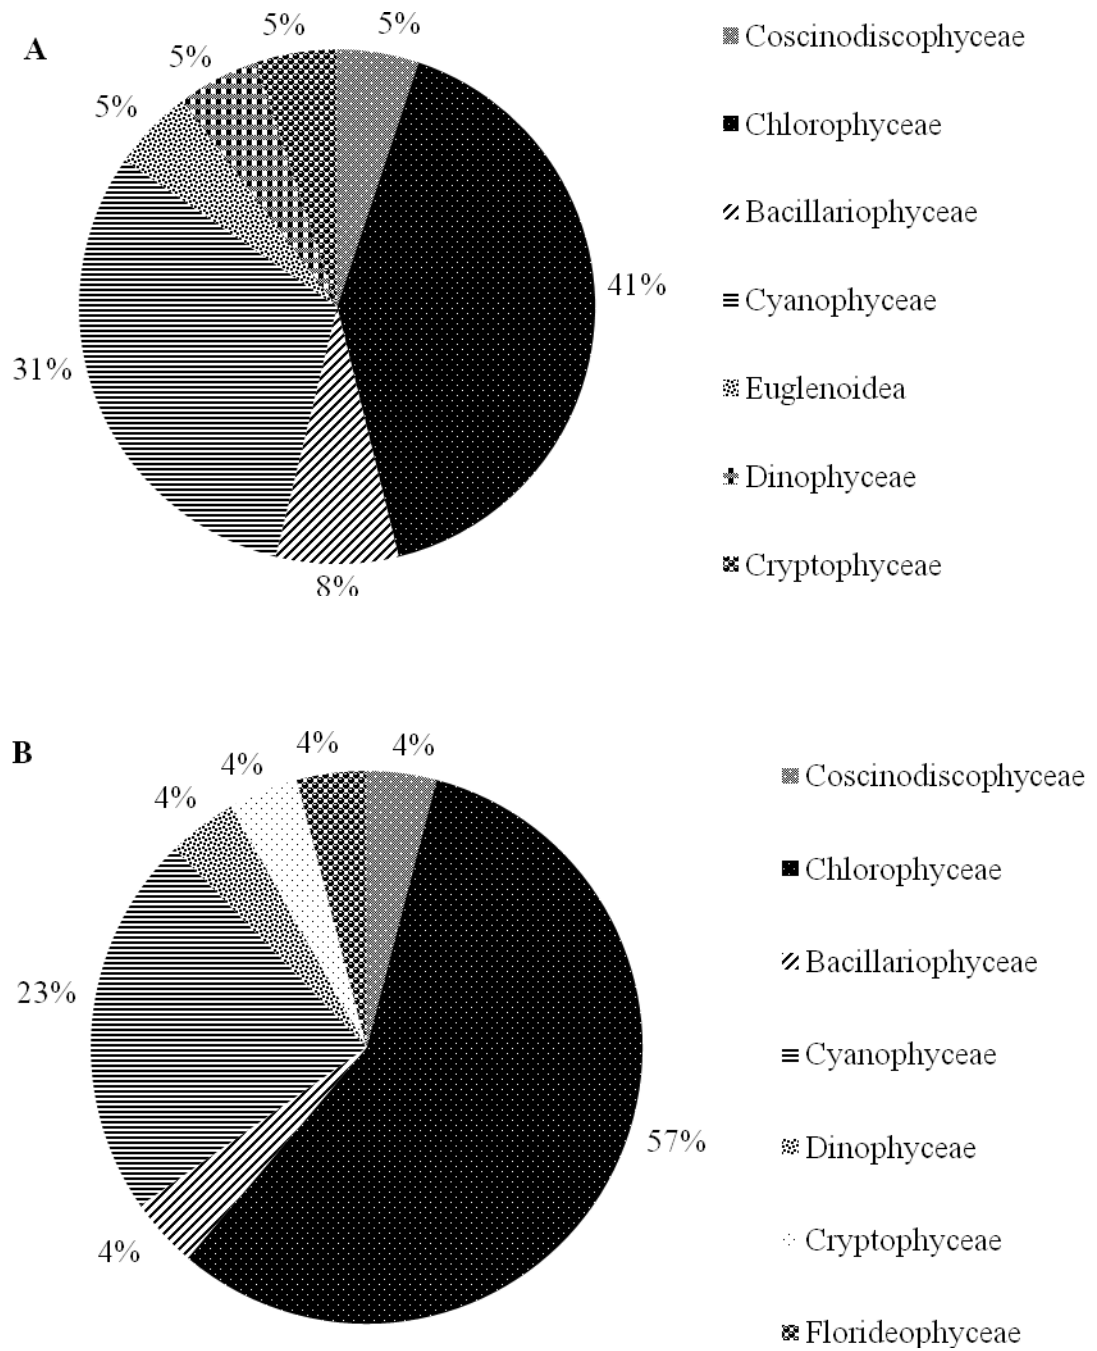 A
5%
5%
5%
5%
41%
31%
8%
Coscinodiscophyceae
Chlorophyceae
Bacillariophyceae
Cyanophyceae
Euglenoidea
Dinophyceae
Cryptophyceae
B
4%
4%
4%
4%
23%
57%
4%
Coscinodiscophyceae
Chlorophyceae
Bacillariophyceae
Cyanophyceae
Dinophyceae
Cryptophyceae
Florideophyceae